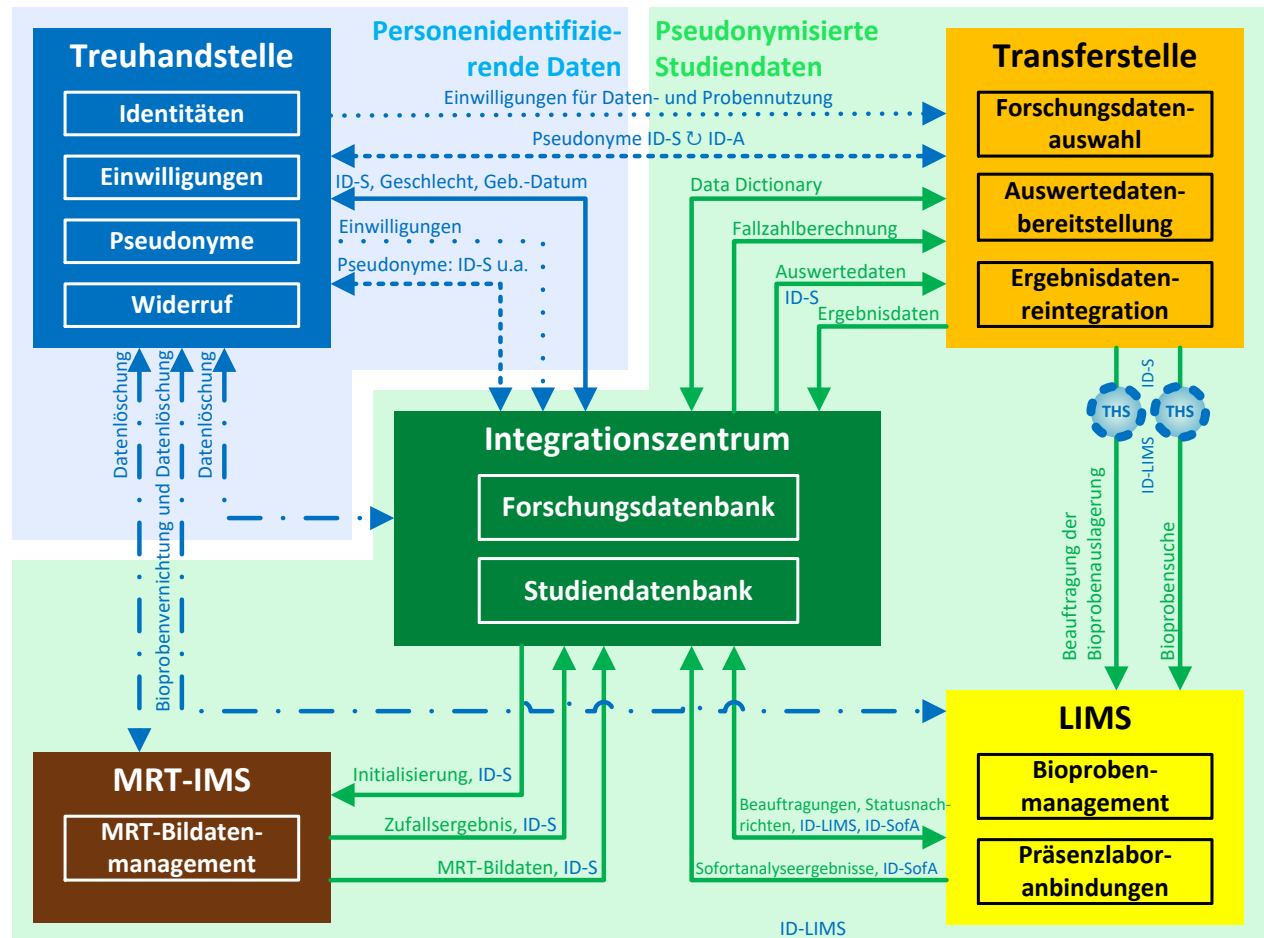 Personenidentifizie-
rende Daten
Pseudonymisierte
Studiendaten
Treuhandstelle
Identitäten
Einwilligungen
Pseudonyme
Widerruf
Transferstelle
Forschungsdaten-
auswahl
Auswertedaten-
bereitstellung
Ergebnisdaten-
reintegration
Einwilligungen für Daten- und Probennutzung
Pseudonyme ID-S ↻ ID-A
ID-S, Geschlecht, Geb.-Datum
Einwilligungen
Pseudonyme: ID-S u.a.
Data Dictionary
Fallzahlberechnung
Auswertedaten
ID-S
Ergebnisdaten
Datenlöschung
Bioprobenvernichtung und Datenlöschung
Datenlöschung
Integrationszentrum
Forschungsdatenbank
Studiendatenbank
ID-S
THS
THS
ID-LIMS
Beauftragung der
Bioprobenauslagerung
Bioprobensuche
MRT-IMS
MRT-Bildaten-
management
Initialisierung, ID-S
Zufallsergebnis, ID-S
MRT-Bildaten, ID-S
Beauftragungen, Statusnach-
richten, ID-LIMS, ID-SofA
Sofortanalyseergebnisse, ID-SofA
LIMS
Bioproben-
management
Präsenzlabor-
anbindungen
ID-LIMS